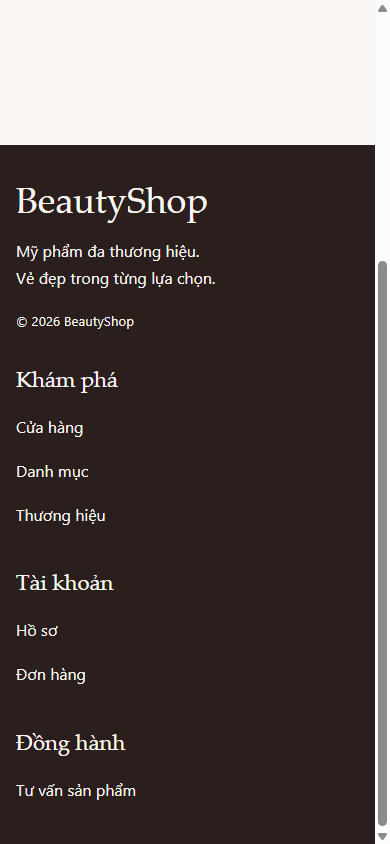 BeautyShop
Mỹ phẩm đa thương hiệu.
Vẻ đẹp trong từng lựa chọn.
© 2026 BeautyShop
Khám phá
Cửa hàng
Danh mục
Thương hiệu
Tài khoản
Hồ sơ
Đơn hàng
Đồng hành
Tư vấn sản phẩm